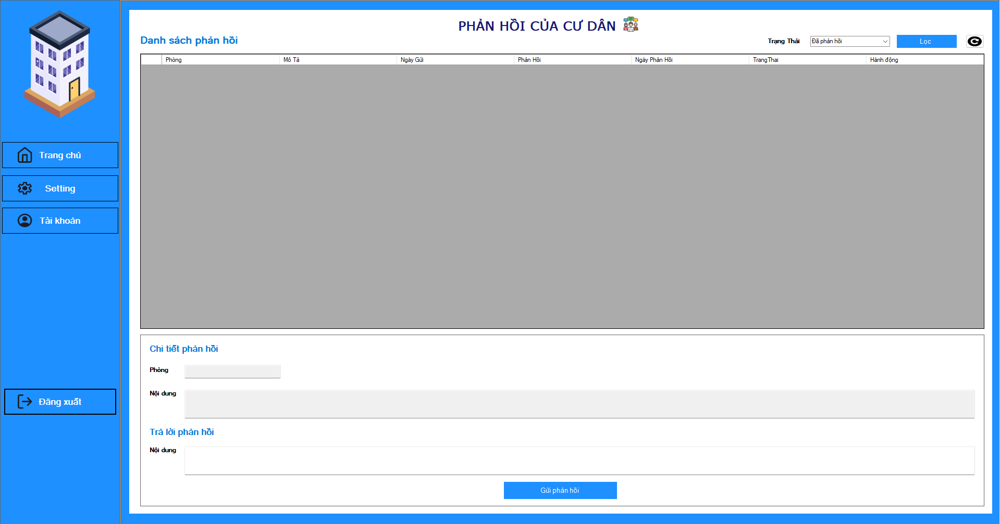 PHẢN HỒI CỦA CƯ DÂN
Danh sách phản hồi
Trạng Thái
Đã phản hồi
Lọc
Phòng
Mô Tả
Ngày Gửi
Phản Hồi
Ngày Phản Hồi
TrangThai
Hành động
Trang chủ
Setting
Tài khoản
Đăng xuất
Chi tiết phản hồi
Phòng
Nội dung
Trả lời phản hồi
Nội dung
Gửi phản hồi